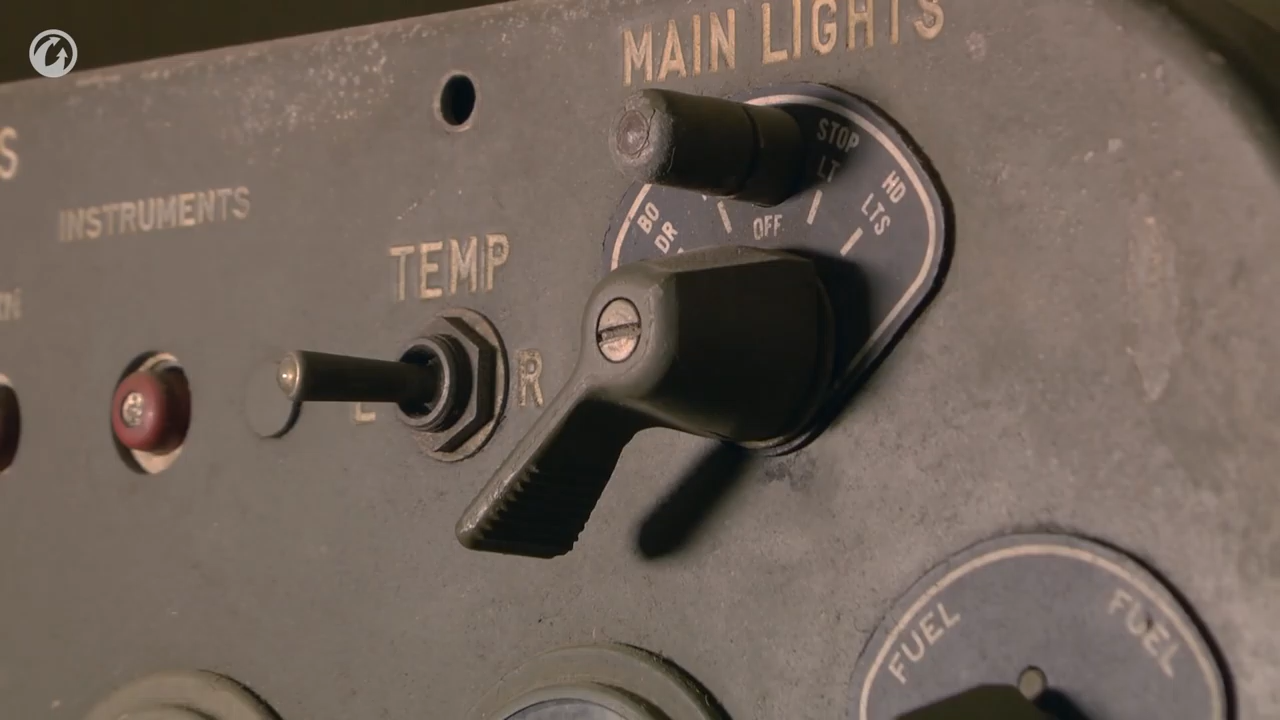 MAIN LIGHTS
STOP
LT
HD
LTS
BO
DR
OFF
INSTRUMENTS
TEMP
L
R
FUEL
FUEL